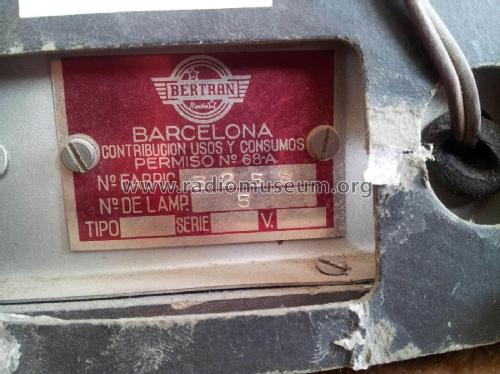 BERTRAN
BARCELONA
CONTRIBUCION USOS Y CONSUMOS
PERMISO Nº 68-A
Nº FABRIC.
Nº DE LAMP. 5
TIPO SERIE V.
www.radiomuseum.org